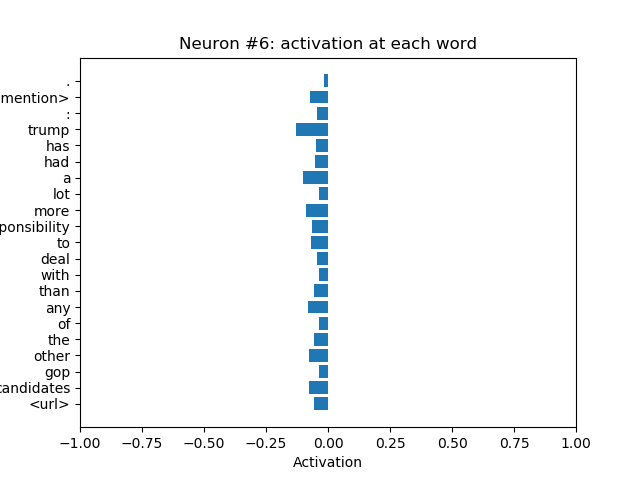 Neuron #6: activation at each word
.
mention>
:
trump
has
had
a
lot
more
ponsibility
to
deal
with
than
any
of
the
other
gop
candidates
<url>
−1.00 −0.75 −0.50 −0.25 0.00 0.25 0.50 0.75 1.00
Activation